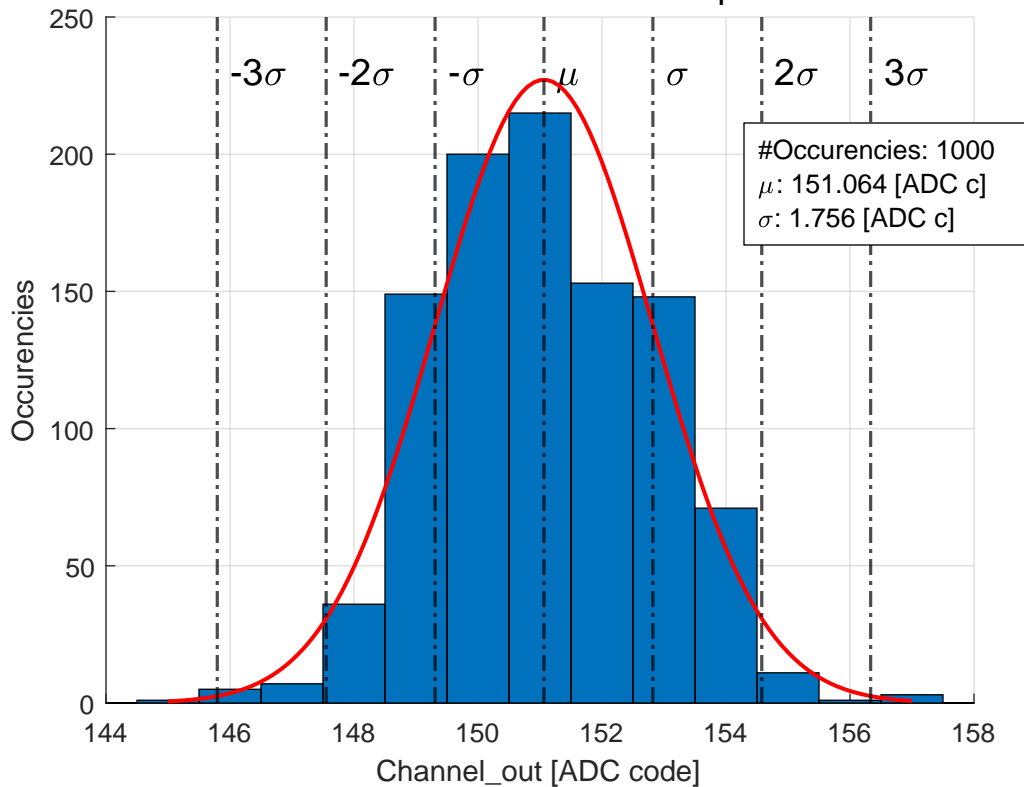 250
200
150
100
50
0
Occurencies
-3σ -2σ -σ μ σ 2σ 3σ
#Occurencies: 1000
μ: 151.064 [ADC c]
σ: 1.756 [ADC c]
144 146 148 150 152 154 156 158
Channel_out [ADC code]